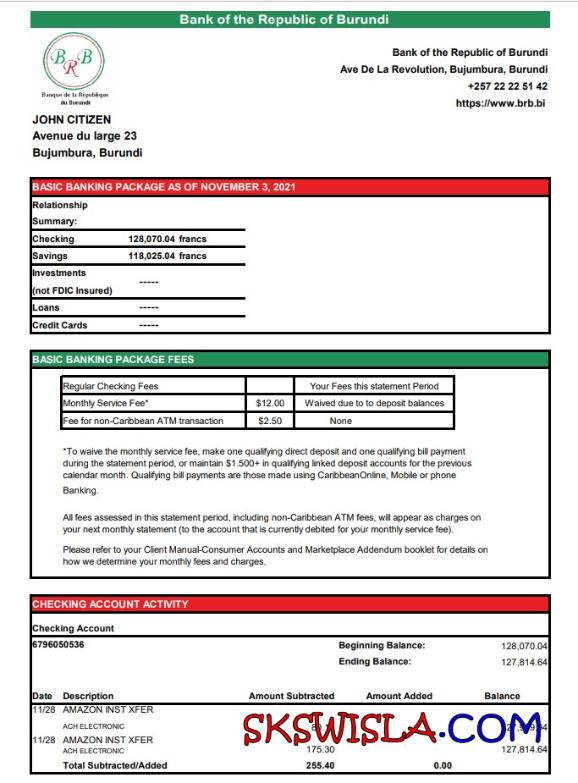 Bank of the Republic of Burundi
BRB
Banque de la République
du Burundi
Bank of the Republic of Burundi
Ave De La Revolution, Bujumbura, Burundi
+257 22 22 51 42
https://www.brb.bi
JOHN CITIZEN
Avenue du large 23
Bujumbura, Burundi
BASIC BANKING PACKAGE AS OF NOVEMBER 3, 2021
Relationship
Summary:
Checking 128,070.04 francs
Savings 118,025.04 francs
Investments
-----
(not FDIC Insured)
Loans -----
Credit Cards -----
BASIC BANKING PACKAGE FEES
Regular Checking Fees Your Fees this statement Period
Monthly Service Fee* $12.00 Waived due to to deposit balances
Fee for non-Caribbean ATM transaction $2.50 None
*To waive the monthly service fee, make one qualifying direct deposit and one qualifying bill payment
during the statement period, or maintain $1.500+ in qualifying linked deposit accounts for the previous
calendar month. Qualifying bill payments are those made using CaribbeanOnline, Mobile or phone
Banking.
All fees assessed in this statement period, including non-Caribbean ATM fees, will appear as charges on
your next monthly statement (to the account that is currently debited for your monthly service fee).
Please refer to your Client Manual-Consumer Accounts and Marketplace Addendum booklet for details on
how we determine your monthly fees and charges.
CHECKING ACCOUNT ACTIVITY
Checking Account
6796050536 Beginning Balance: 128,070.04
Ending Balance: 127,814.64
Date Description Amount Subtracted Amount Added Balance
11/28 AMAZON INST XFER
ACH ELECTRONIC
SKSWISLA.COM
11/28 AMAZON INST XFER
ACH ELECTRONIC 175.30 127,814.64
Total Subtracted/Added 255.40 0.00